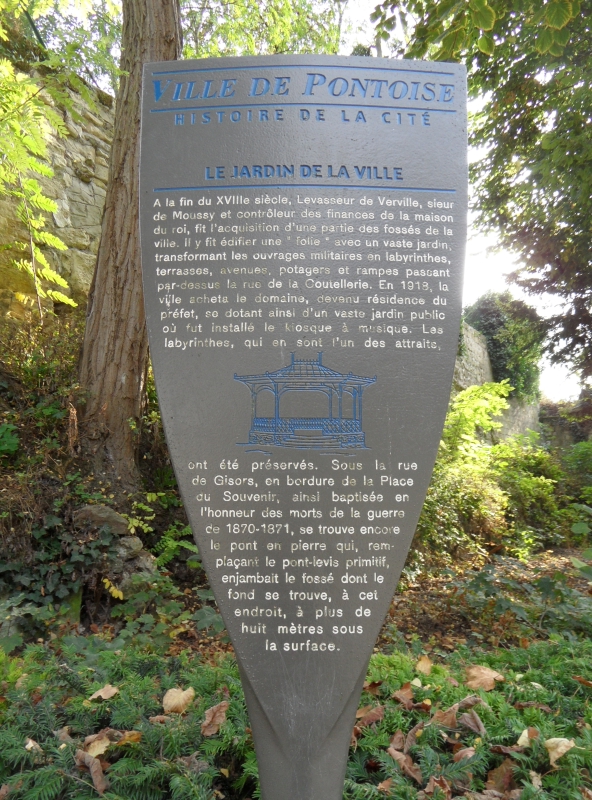 VILLE DE PONTOISE
HISTOIRE DE LA CITÉ
LE JARDIN DE LA VILLE
A la fin du XVIIIe siècle, Levasseur de Verville, sieur
de Moussy et contrôleur des finances de la maison
du roi, fit l'acquisition d'une partie des fossés de la
ville. Il y fit édifier une " folie " avec un vaste jardin,
transformant les ouvrages militaires en labyrinthes,
terrasses, avenues, potagers et rampes passant
par-dessus la rue de la Coutellerie. En 1918, la
ville acheta le domaine, devenu résidence du
préfet, se dotant ainsi d'un vaste jardin public
où fut installé le kiosque à musique. Les
labyrinthes, qui en sont l'un des attraits,
ont été préservés. Sous la rue
de Gisors, en bordure de la Place
du Souvenir, ainsi baptisée en
l'honneur des morts de la guerre
de 1870-1871, se trouve encore
le pont en pierre qui, rem-
plaçant le pont-levis primitif,
enjambait le fossé dont le
fond se trouve, à cet
endroit, à plus de
huit mètres sous
la surface.